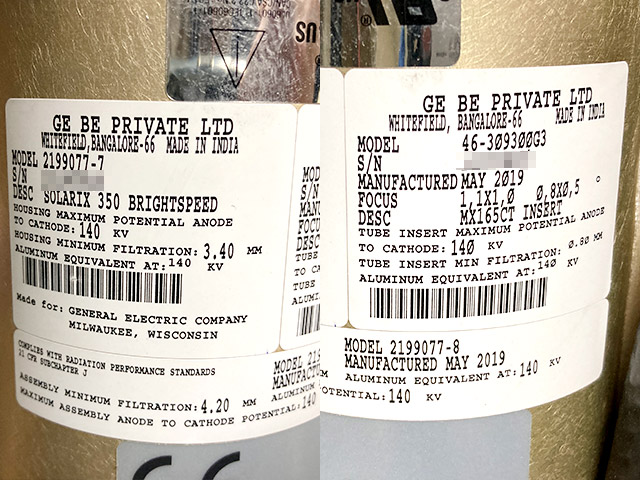 GE BE PRIVATE LTD
WHITEFIELD,BANGALORE-66 MADE IN INDIA
MODEL 2199077-7
S/N
DESC SOLARIX 350 BRIGHTSPEED
HOUSING MAXIMUM POTENTIAL ANODE
TO CATHODE: 140 KV
HOUSING MINIMUM FILTRATION: 3.40 MM
ALUMINUM EQUIVALENT AT: 140 KV
Made for: GENERAL ELECTRIC COMPANY
MILWAUKEE, WISCONSIN
COMPLIES WITH RADIATION PERFORMANCE STANDARDS
21 CFR SUBCHAPTER J
ASSEMBLY MINIMUM FILTRATION: 4.20 MM
MAXIMUM ASSEMBLY ANODE TO CATHODE POTENTIAL: 140
GE BE PRIVATE LTD
WHITEFIELD, BANGALORE-66 MADE IN INDIA
MODEL 46-309300G3
S/N
MANUFACTURED MAY 2019
FOCUS 1,1X1,0 0,8X0,5
DESC MX165CT INSERT
TUBE INSERT MAXIMUM POTENTIAL ANODE
TO CATHODE: 140 KV
TUBE INSERT MIN FILTRATION: 0.80 MM
ALUMINUM EQUIVALENT AT: 140 KV
MODEL 2199077-8
MANUFACTURED MAY 2019
ALUMINUM EQUIVALENT AT: 140 KV
POTENTIAL: 140 KV